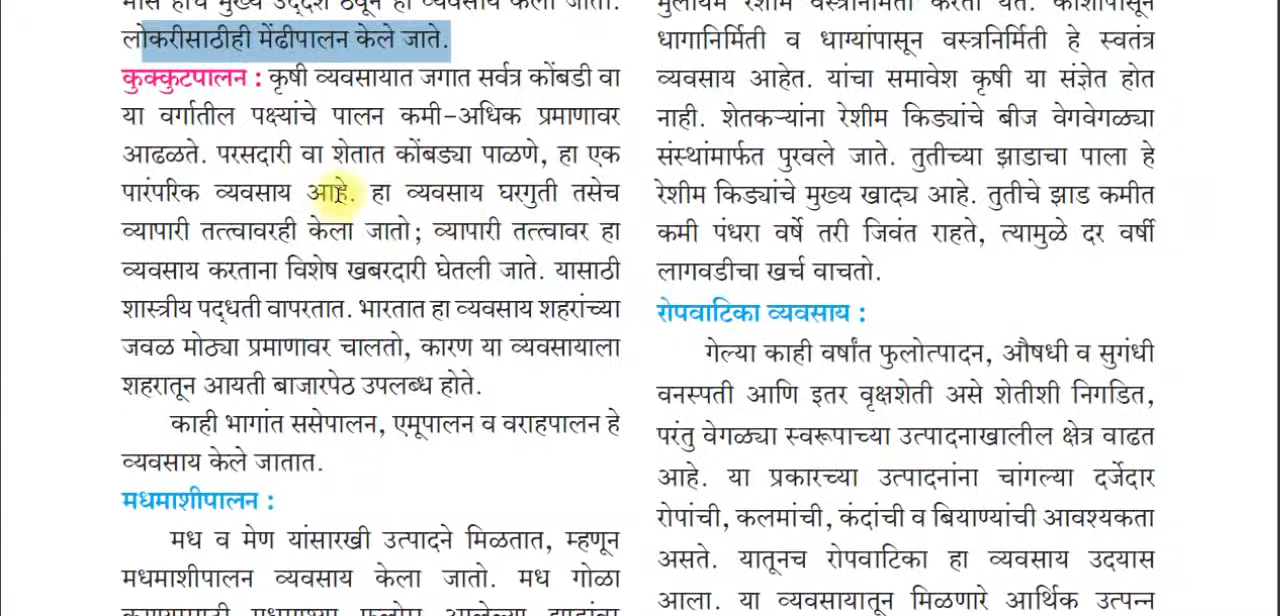 मांस हाच मुख्य उद्देश ठेवून हा व्यवसाय केला जातो.
लोकरीसाठीही मेंढीपालन केले जाते.
कुक्कुटपालन : कृषी व्यवसायात जगात सर्वत्र कोंबडी वा
या वर्गातील पक्ष्यांचे पालन कमी-अधिक प्रमाणावर
आढळते. परसदारी वा शेतात कोंबड्या पाळणे, हा एक
पारंपरिक व्यवसाय आहे. हा व्यवसाय घरगुती तसेच
व्यापारी तत्त्वावरही केला जातो; व्यापारी तत्त्वावर हा
व्यवसाय करताना विशेष खबरदारी घेतली जाते. यासाठी
शास्त्रीय पद्धती वापरतात. भारतात हा व्यवसाय शहरांच्या
जवळ मोठ्या प्रमाणावर चालतो, कारण या व्यवसायाला
शहरातून आयती बाजारपेठ उपलब्ध होते.
काही भागांत ससेपालन, एमूपालन व वराहपालन हे
व्यवसाय केले जातात.
मधमाशीपालन :
मध व मेण यांसारखी उत्पादने मिळतात, म्हणून
मधमाशीपालन व्यवसाय केला जातो. मध गोळा
मुलायम रेशीम वस्त्रनिर्मिती करता येते. कोशापासून
धागानिर्मिती व धाग्यांपासून वस्त्रनिर्मिती हे स्वतंत्र
व्यवसाय आहेत. यांचा समावेश कृषी या संज्ञेत होत
नाही. शेतकऱ्यांना रेशीम किड्यांचे बीज वेगवेगळ्या
संस्थांमार्फत पुरवले जाते. तुतीच्या झाडाचा पाला हे
रेशीम किड्यांचे मुख्य खाद्य आहे. तुतीचे झाड कमीत
कमी पंधरा वर्षे तरी जिवंत राहते, त्यामुळे दर वर्षी
लागवडीचा खर्च वाचतो.
रोपवाटिका व्यवसाय :
गेल्या काही वर्षांत फुलोत्पादन, औषधी व सुगंधी
वनस्पती आणि इतर वृक्षशेती असे शेतीशी निगडित,
परंतु वेगळ्या स्वरूपाच्या उत्पादनाखालील क्षेत्र वाढत
आहे. या प्रकारच्या उत्पादनांना चांगल्या दर्जेदार
रोपांची, कलमांची, कंदांची व बियाण्यांची आवश्यकता
असते. यातूनच रोपवाटिका हा व्यवसाय उदयास
आला. या व्यवसायातून मिळणारे आर्थिक उत्पन्न